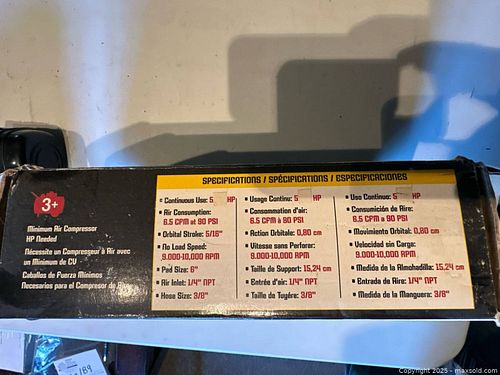 SPECIFICATIONS / SPÉCIFICATIONS / ESPECIFICACIONES
3+
Minimum Air Compressor
HP Needed
Nécessite un Compresseur à Air avec
un Minimum de CV
Caballos de Fuerza Mínimos
Necesarios para el Compresor de Aire
• Continuous Use: 5 HP
• Air Consumption:
6.5 CFM at 90 PSI
• Orbital Stroke: 5/16"
• No Load Speed:
9,000-10,000 RPM
• Pad Size: 6"
• Air Inlet: 1/4" NPT
• Hose Size: 3/8"
• Usage Continu: 5 HP
• Consommation d'air:
6.5 CFM à 90 PSI
• Action Orbitale: 0,80 cm
• Vitesse sans Perforer:
9.000-10,000 RPM
• Taille de Support: 15,24 cm
• Entrée d'air: 1/4" NPT
• Taille de Tuyère: 3/8"
• Uso Continuo: 5 HP
• Consumición de Aire:
6.5 CFM a 90 PSI
• Movimiento Orbital: 0,80 cm
• Velocidad sin Carga:
9.000-10,000 RPM
• Medida de la Almohadilla: 15,24 cm
• Entrada de Aire: 1/4" NPT
• Medida de la Manguera: 3/8"
Copyright 2025 - maxsold.com